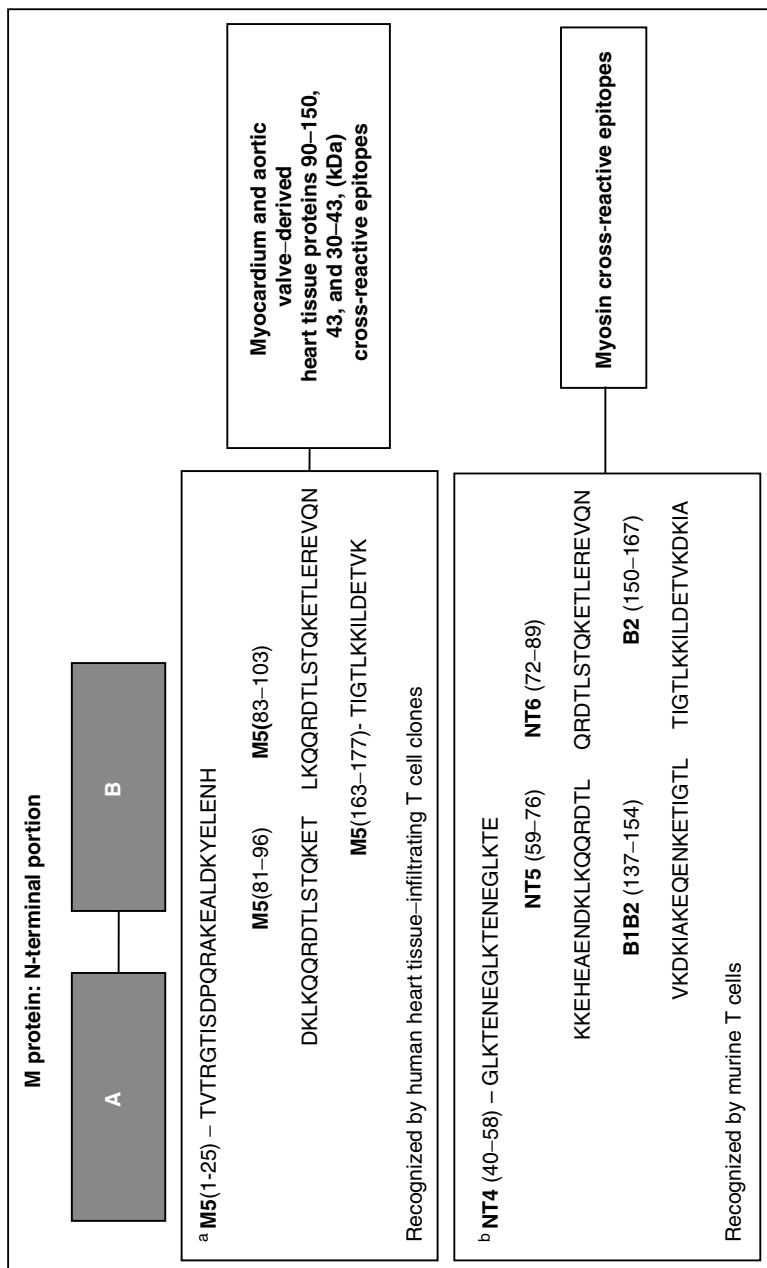 M protein: N-terminal portion
A
B
a M5(1-25) – TVTRGTISDPQRAKEALDKYELENH
M5(81–96)
M5(83–103)
DKLKQQRDTLSTQKET
LKQQRDTLSTQKETLEREVQN
M5(163–177)- TIGTLKKILDETVK
Recognized by human heart tissue–infiltrating T cell clones
Myocardium and aortic
valve–derived
heart tissue proteins 90–150,
43, and 30–43, (kDa)
cross-reactive epitopes
b NT4 (40–58) – GLKTENEGLKTENEGLKTE
NT5 (59–76)
NT6 (72–89)
KKEHEAENDKLKQQRDTL
QRDTLSTQKETLEREVQN
B1B2 (137–154)
B2 (150–167)
VKDKIAKEQENKETIGTL
TIGTLKKILDETVKDKIA
Recognized by murine T cells
Myosin cross-reactive epitopes